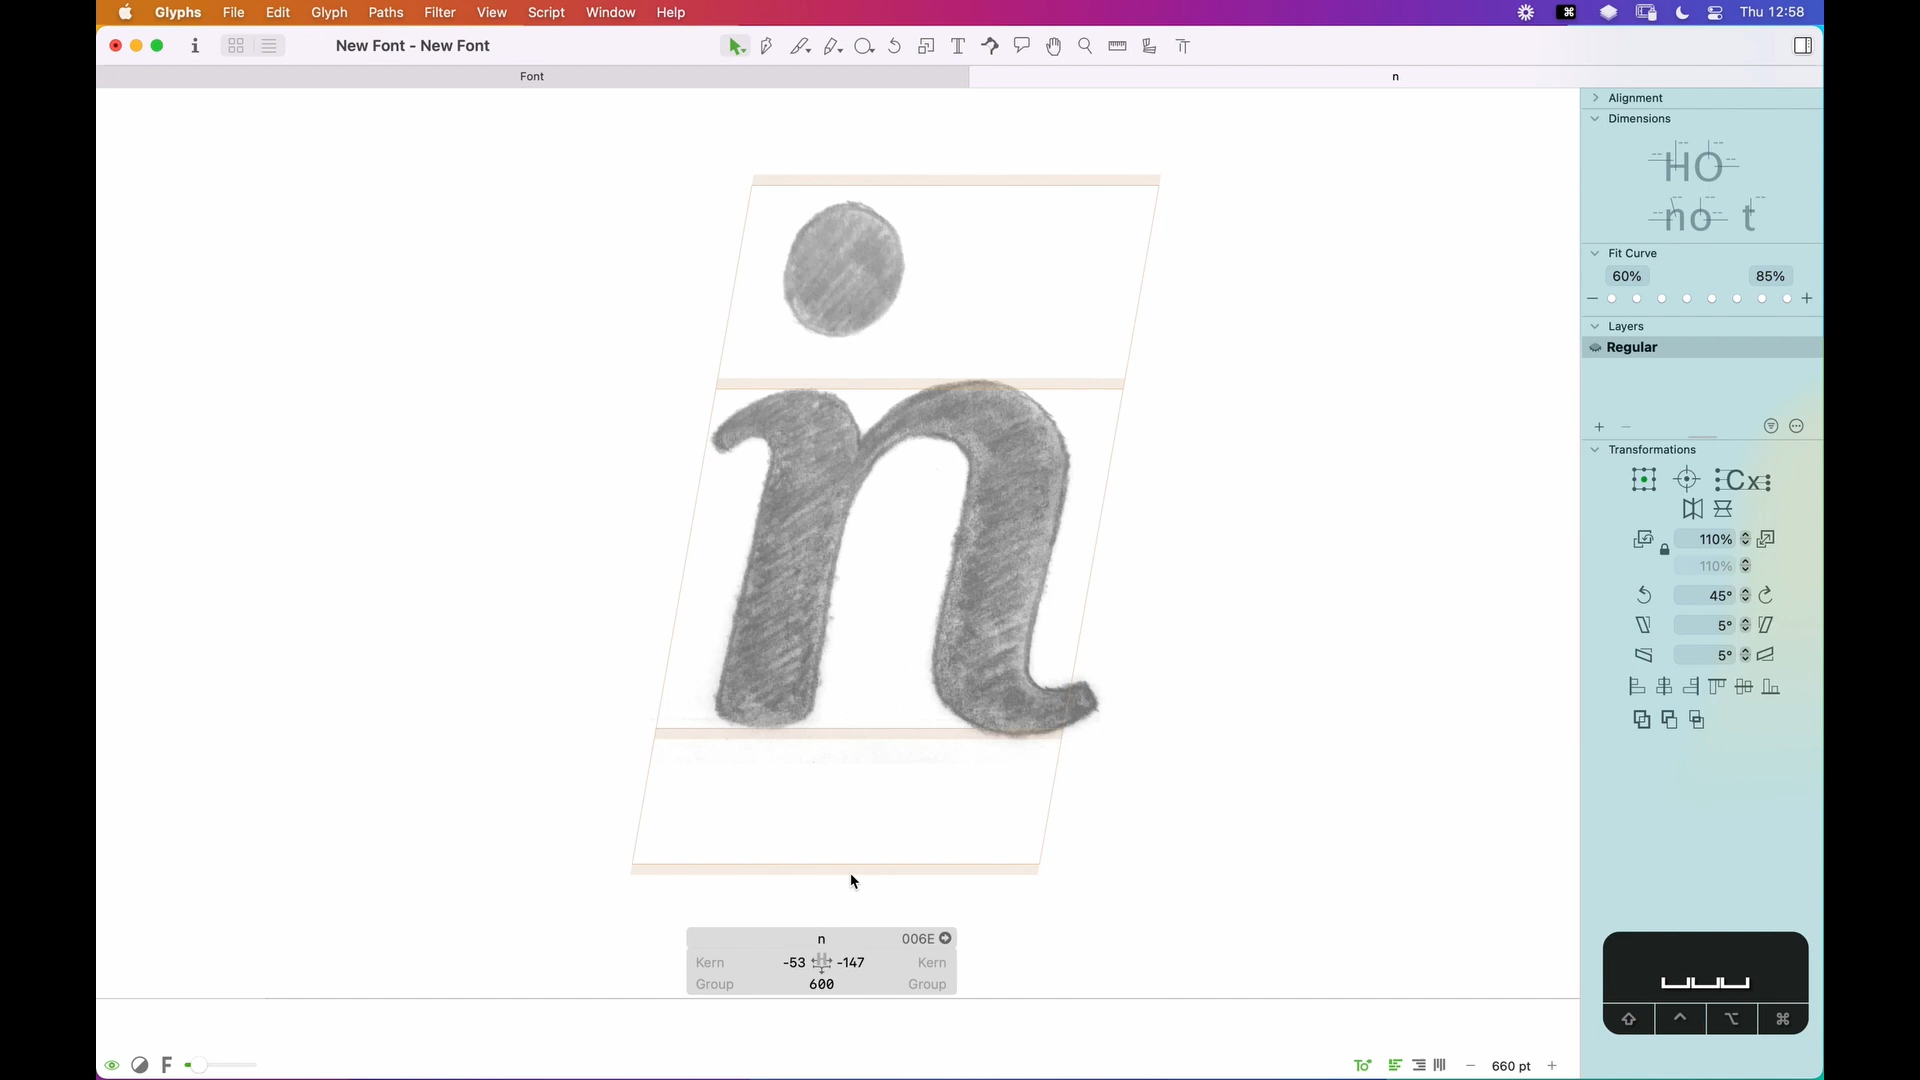 Glyphs File Edit Glyph Paths Filter View Script Window Help Thu 12:58
New Font - New Font
Font n
Alignment
Dimensions
HO
no t
Fit Curve
60% 85%
Layers
Regular
Transformations
Cx
110%
110%
45°
5°
5°
n
n 006E
Kern -53 H -147 Kern
Group 600 Group
F To 660 pt